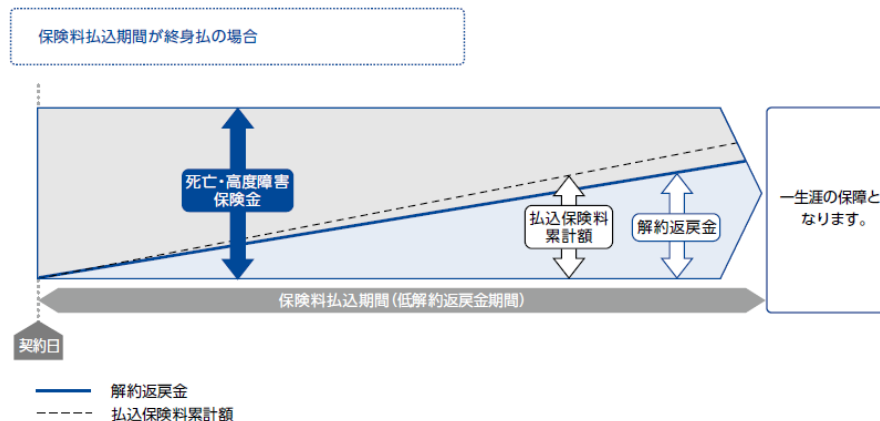 保険料払込期間が終身払の場合
死亡・高度障害
保険金
払込保険料
累計額
解約返戻金
一生涯の保障と
なります。
保険料払込期間(低解約返戻金期間)
契約日
解約返戻金
払込保険料累計額